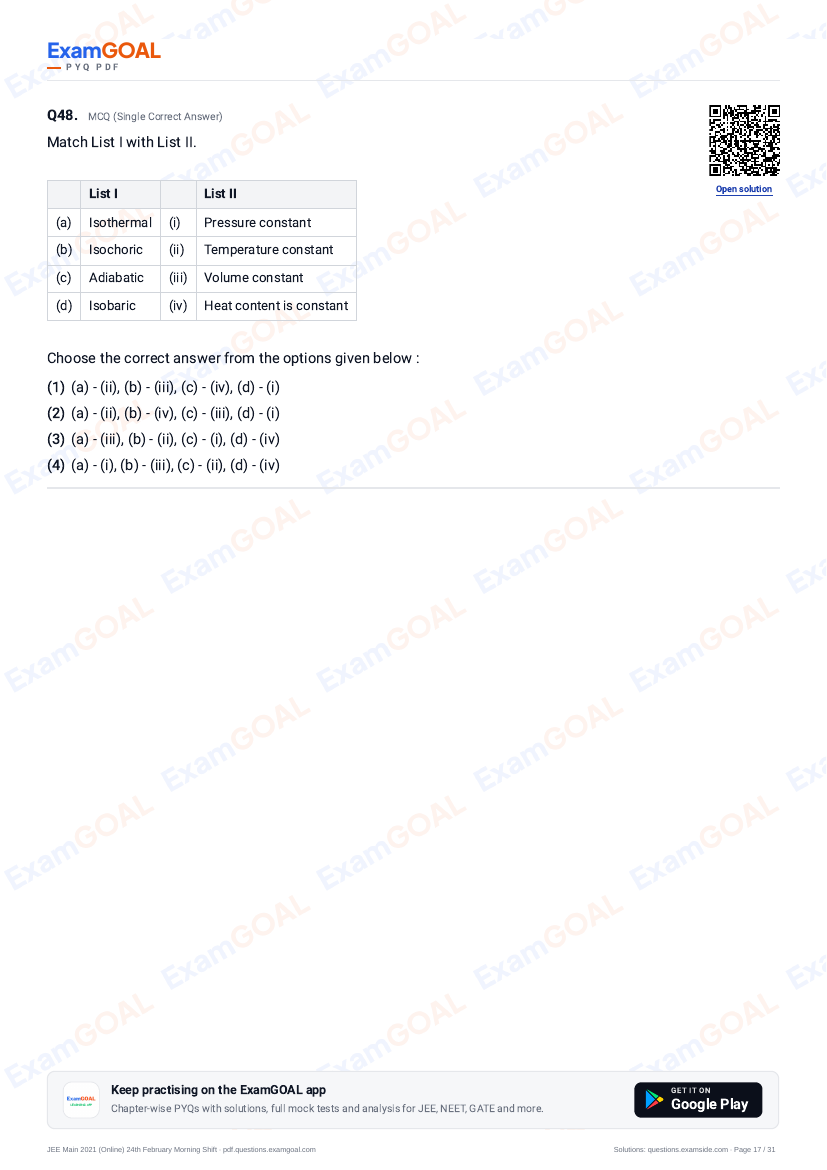 ExamGOAL
PYQ PDF
Q48. MCQ (Single Correct Answer)
Match List I with List II.
Open solution
List I List II
(a) Isothermal (i) Pressure constant
(b) Isochoric (ii) Temperature constant
(c) Adiabatic (iii) Volume constant
(d) Isobaric (iv) Heat content is constant
Choose the correct answer from the options given below :
(1) (a) - (ii), (b) - (iii), (c) - (iv), (d) - (i)
(2) (a) - (ii), (b) - (iv), (c) - (iii), (d) - (i)
(3) (a) - (iii), (b) - (ii), (c) - (i), (d) - (iv)
(4) (a) - (i), (b) - (iii), (c) - (ii), (d) - (iv)
ExamGOAL
Keep practising on the ExamGOAL app
Chapter-wise PYQs with solutions, full mock tests and analysis for JEE, NEET, GATE and more.
GET IT ON
Google Play
JEE Main 2021 (Online) 24th February Morning Shift · pdf.questions.examgoal.com
Solutions: questions.examside.com · Page 17 / 31